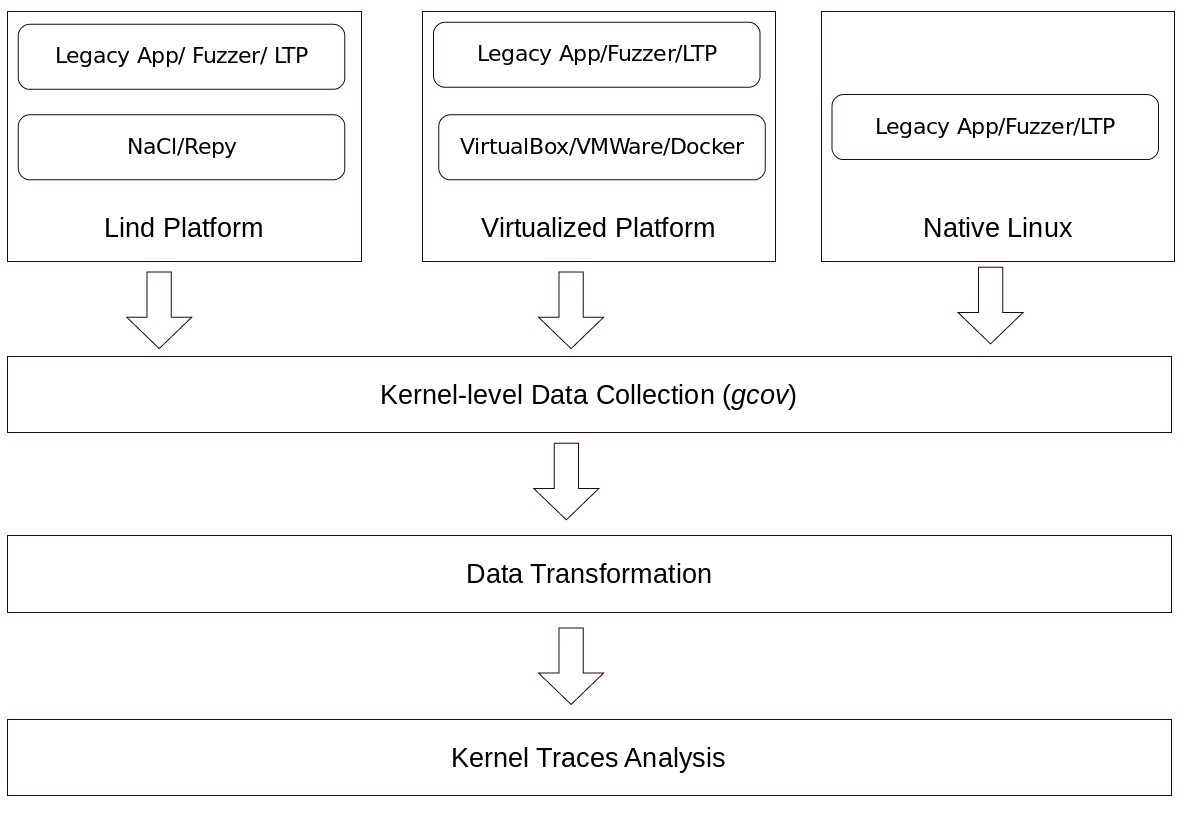 Legacy App/ Fuzzer/ LTP
NaCl/Repy
Lind Platform
Legacy App/Fuzzer/LTP
VirtualBox/VMWare/Docker
Virtualized Platform
Legacy App/Fuzzer/LTP
Native Linux
Kernel-level Data Collection (gcov)
Data Transformation
Kernel Traces Analysis